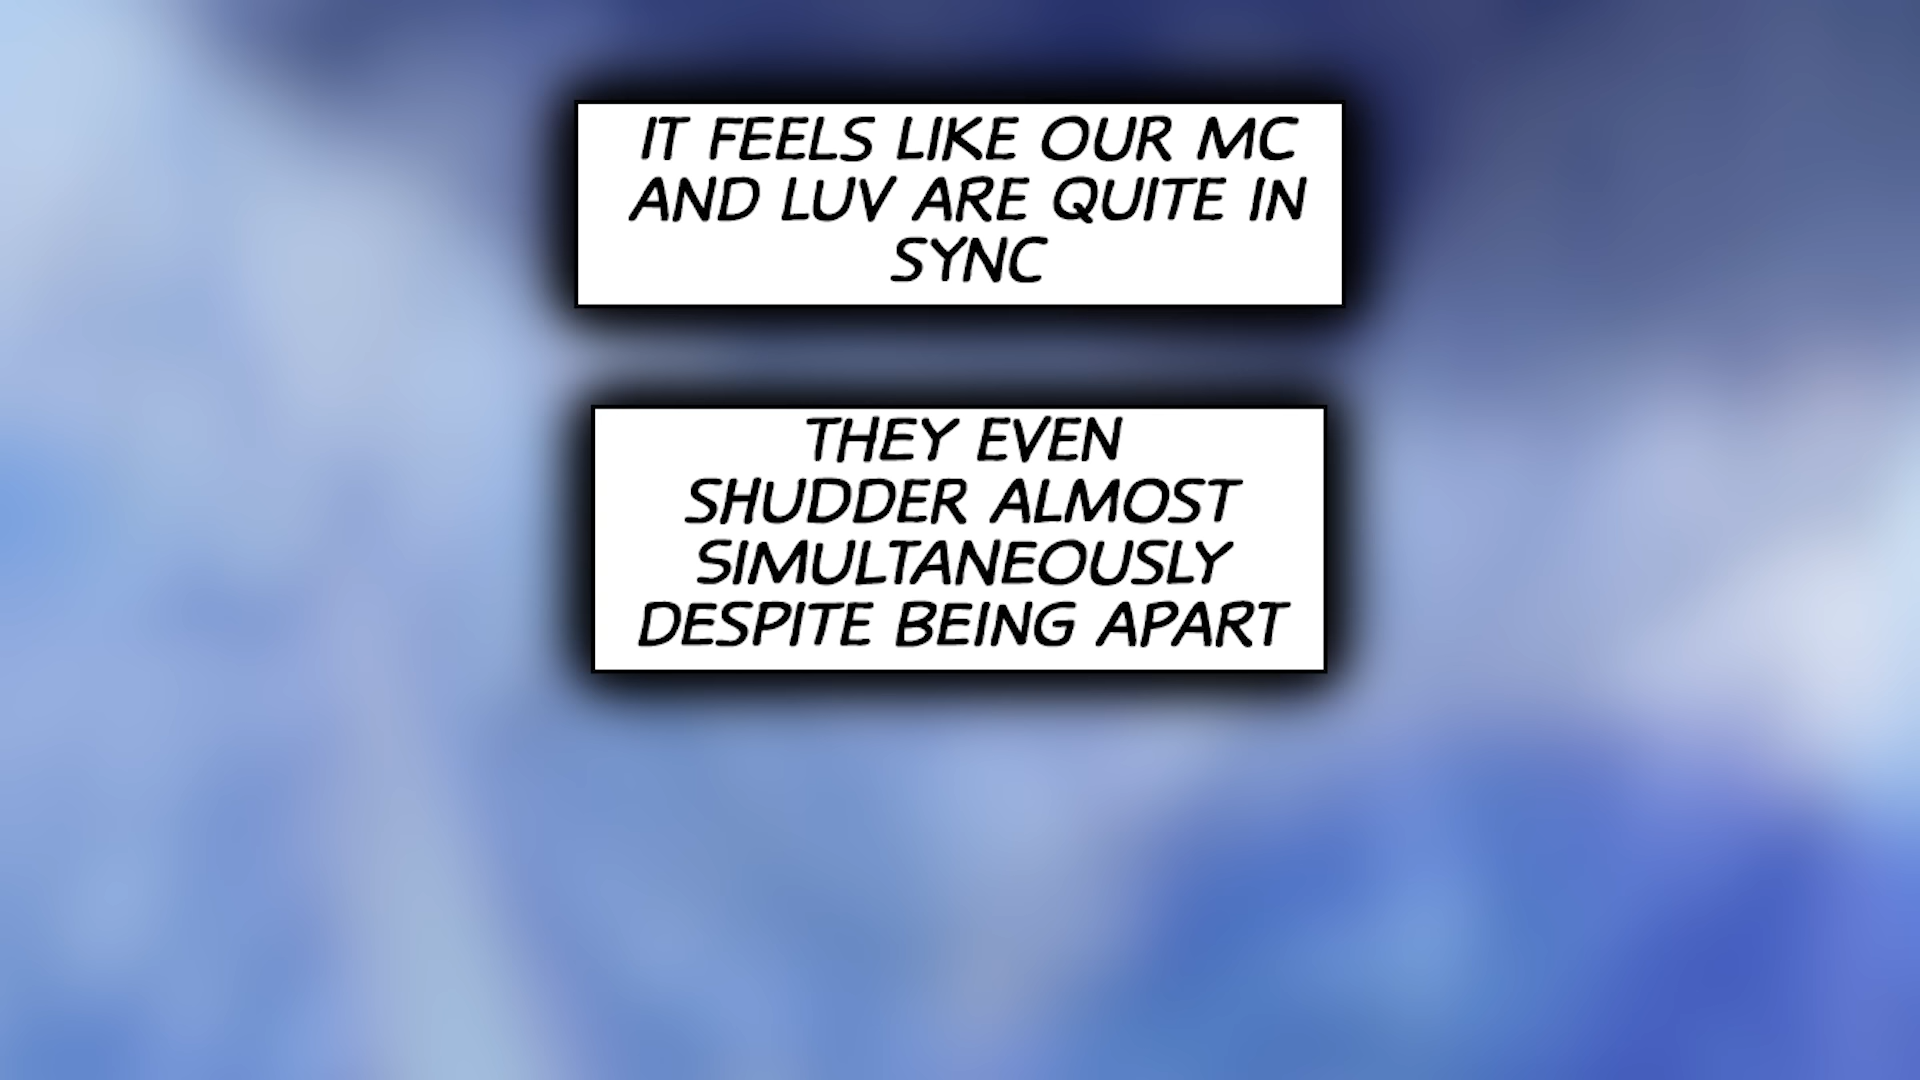 IT FEELS LIKE OUR MC
AND LUV ARE QUITE IN
SYNC
THEY EVEN
SHUDDER ALMOST
SIMULTANEOUSLY
DESPITE BEING APART